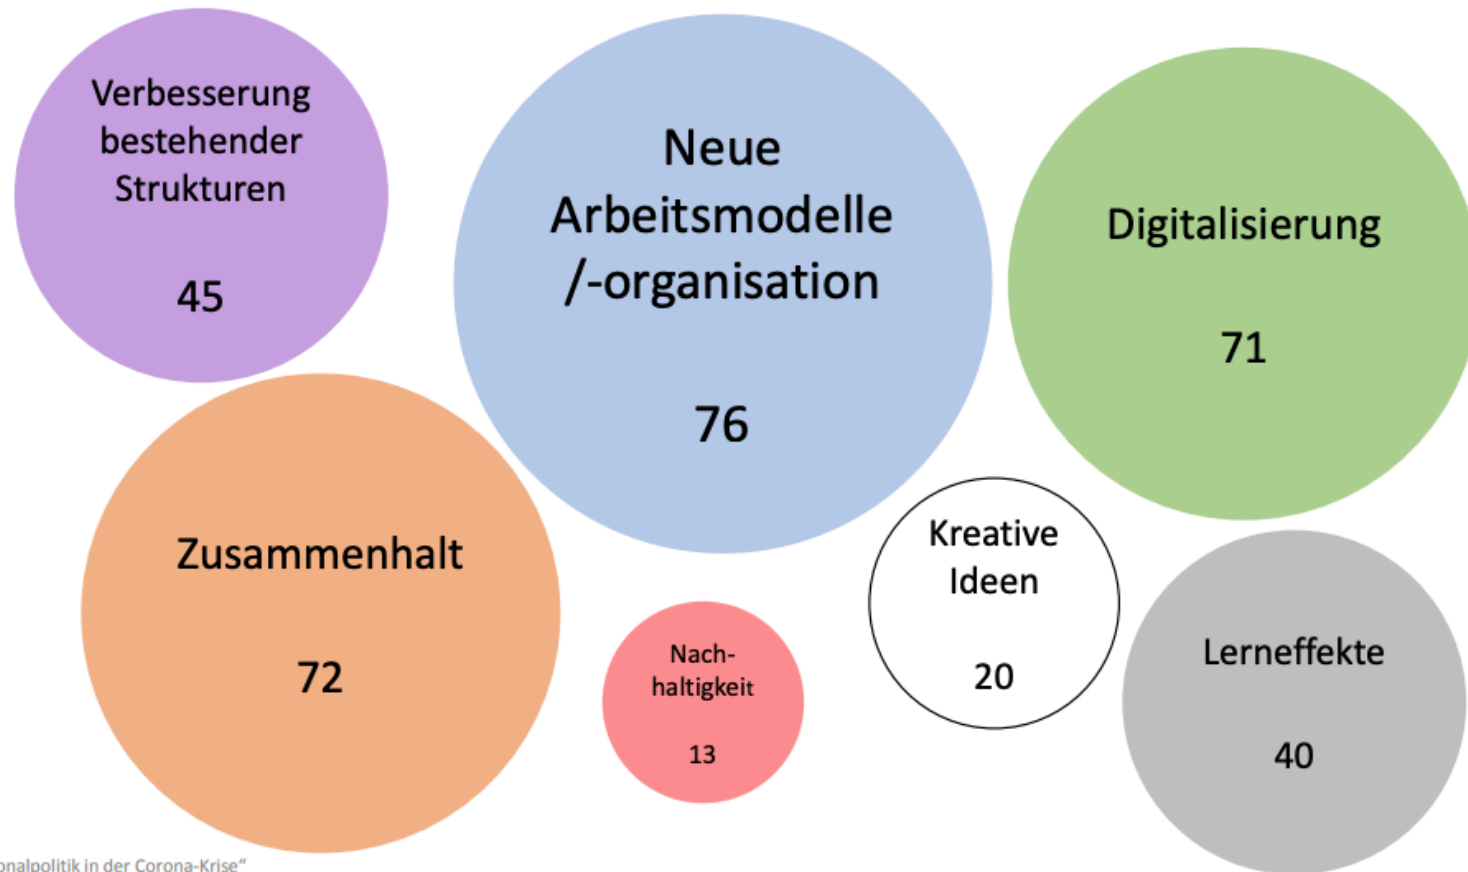 Verbesserung
bestehender
Strukturen
45
Neue
Arbeitsmodelle
/-organisation
76
Digitalisierung
71
Zusammenhalt
72
Nach-
haltigkeit
13
Kreative
Ideen
20
Lerneffekte
40
onalpolitik in der Corona-Krise“